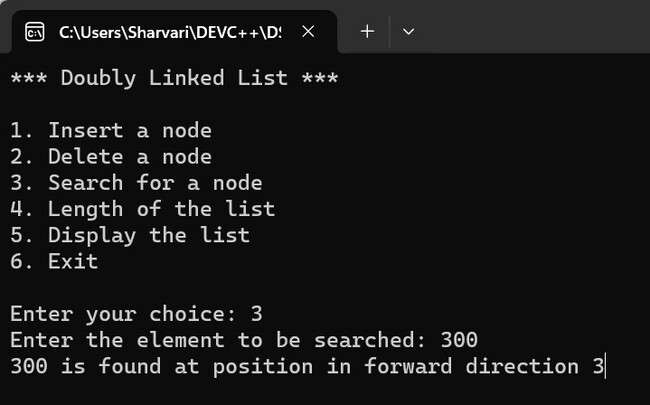 C:\Users\Sharvari\DEVC++\DS
*** Doubly Linked List ***
1. Insert a node
2. Delete a node
3. Search for a node
4. Length of the list
5. Display the list
6. Exit
Enter your choice: 3
Enter the element to be searched: 300
300 is found at position in forward direction 3